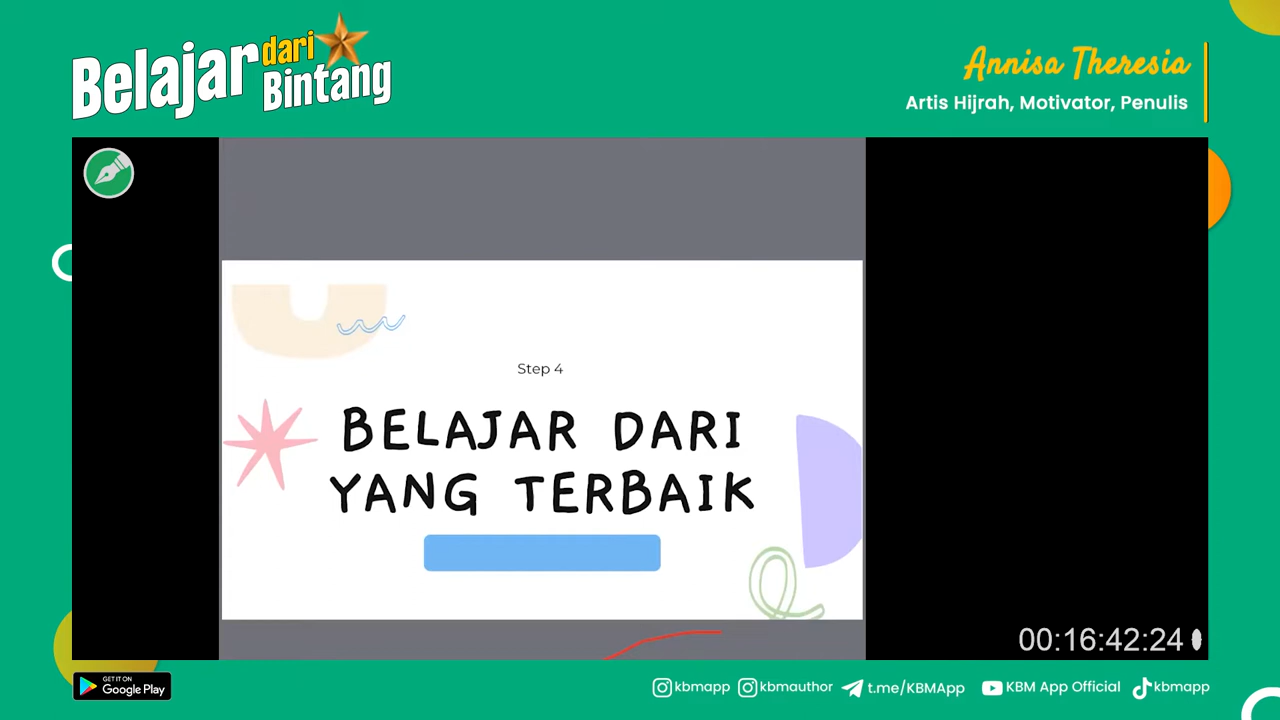 Belajar dari Bintang
Annisa Theresia
Artis Hijrah, Motivator, Penulis
Step 4
BELAJAR DARI
YANG TERBAIK
00:16:42:24
GET IT ON
Google Play
kbmapp kbmauthor t.me/KBMApp KBM App Official kbmapp